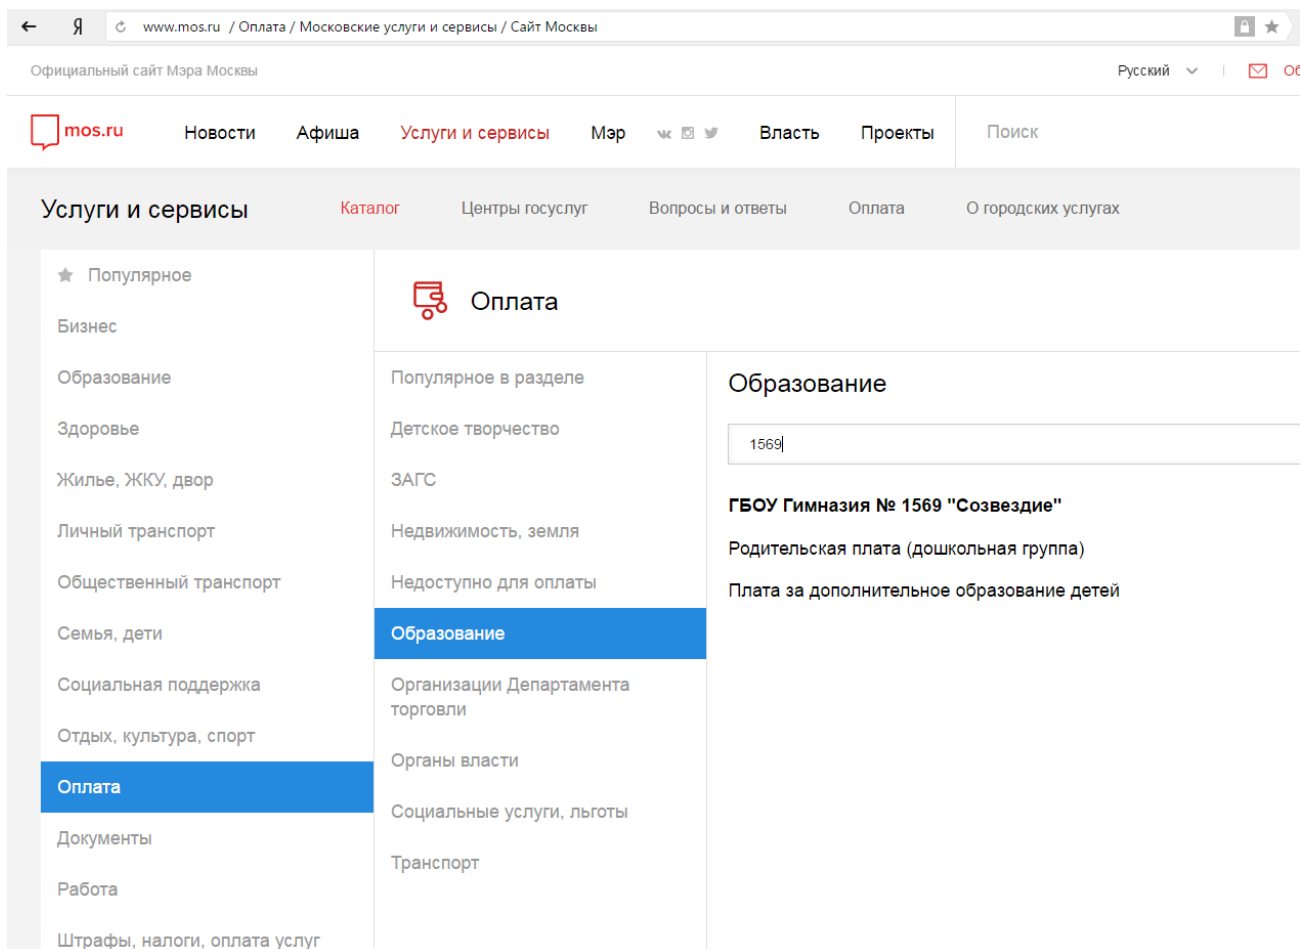 Я www.mos.ru / Оплата / Московские услуги и сервисы / Сайт Москвы
Официальный сайт Мэра Москвы
Русский
mos.ru
Новости
Афиша
Услуги и сервисы
Мэр
Власть
Проекты
Поиск
Услуги и сервисы
Каталог
Центры госуслуг
Вопросы и ответы
Оплата
О городских услугах
Популярное
Бизнес
Образование
Здоровье
Жилье, ЖКУ, двор
Личный транспорт
Общественный транспорт
Семья, дети
Социальная поддержка
Отдых, культура, спорт
Оплата
Документы
Работа
Штрафы, налоги, оплата услуг
Оплата
Популярное в разделе
Детское творчество
ЗАГС
Недвижимость, земля
Недоступно для оплаты
Образование
Организации Департамента
торговли
Органы власти
Социальные услуги, льготы
Транспорт
Образование
1569
ГБОУ Гимназия № 1569 "Созвездие"
Родительская плата (дошкольная группа)
Плата за дополнительное образование детей